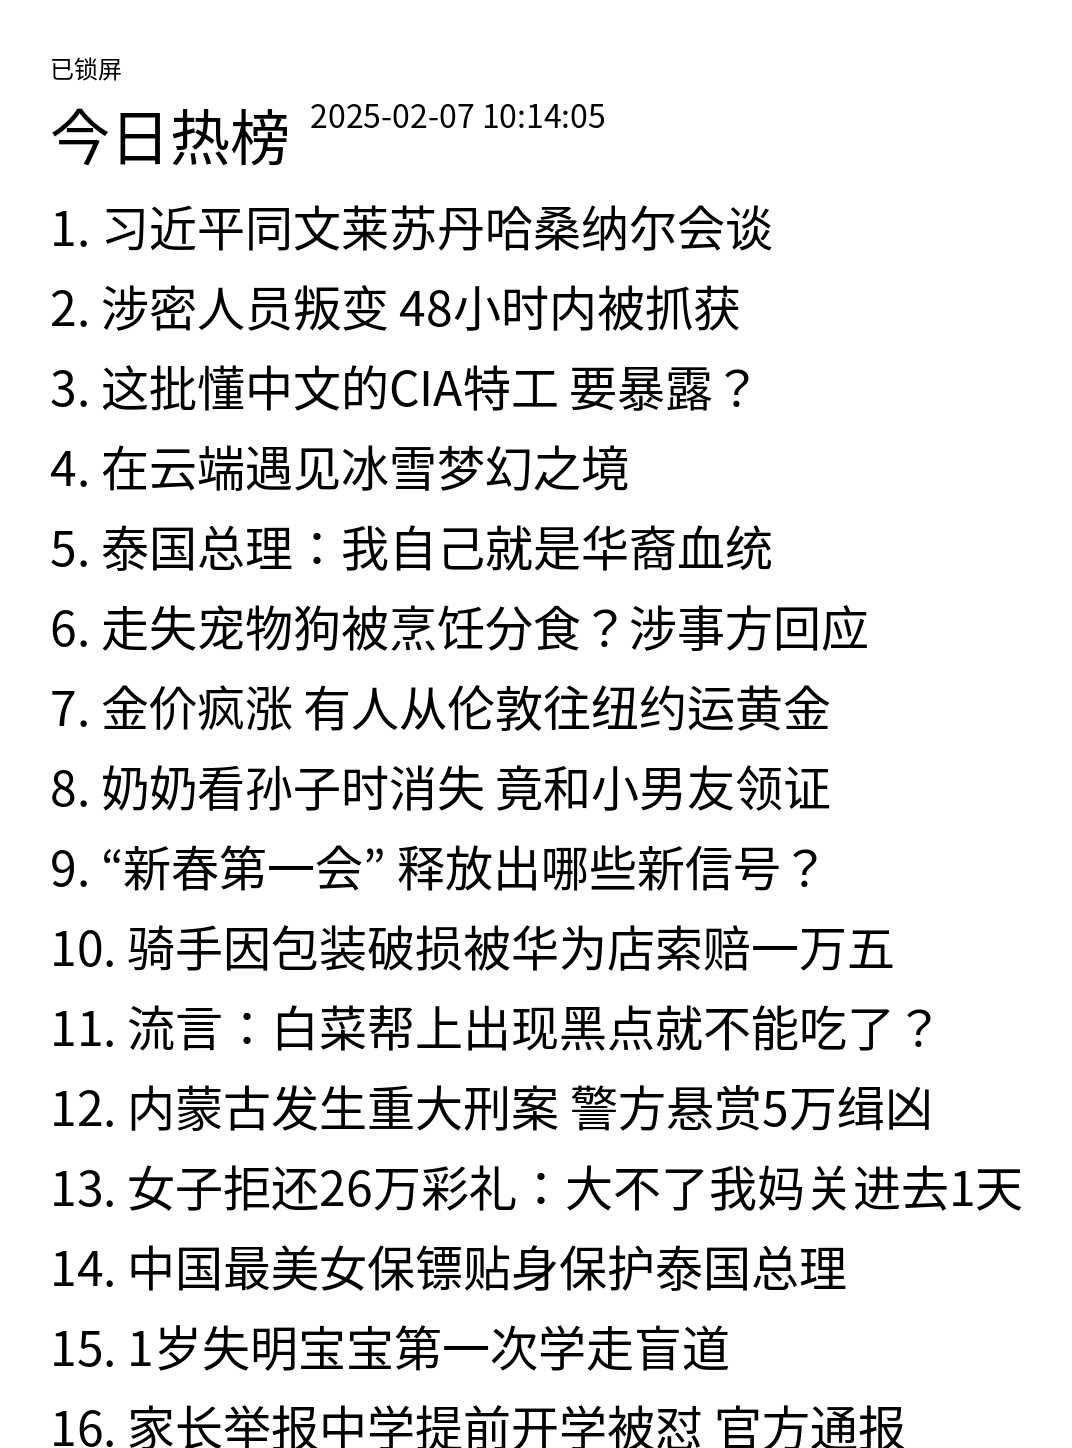 已锁屏
今日热榜 2025-02-07 10:14:05
1. 习近平同文莱苏丹哈桑纳尔会谈
2. 涉密人员叛变 48小时内被抓获
3. 这批懂中文的CIA特工 要暴露？
4. 在云端遇见冰雪梦幻之境
5. 泰国总理：我自己就是华裔血统
6. 走失宠物狗被烹饪分食？涉事方回应
7. 金价疯涨 有人从伦敦往纽约运黄金
8. 奶奶看孙子时消失 竟和小男友领证
9. “新春第一会” 释放出哪些新信号？
10. 骑手因包装破损被华为店索赔一万五
11. 流言：白菜帮上出现黑点就不能吃了？
12. 内蒙古发生重大刑案 警方悬赏5万缉凶
13. 女子拒还26万彩礼：大不了我妈关进去1天
14. 中国最美女保镖贴身保护泰国总理
15. 1岁失明宝宝第一次学走盲道
16. 家长举报中学提前开学被怼 官方通报